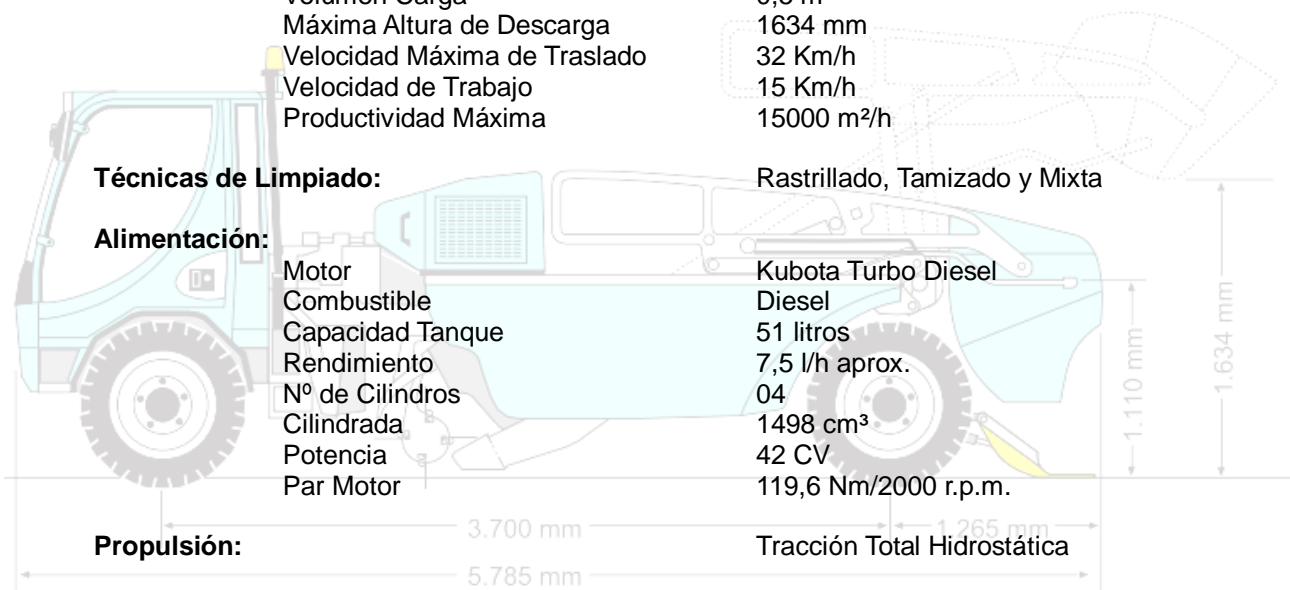 Máxima Altura de Descarga 1634 mm
Velocidad Máxima de Traslado 32 Km/h
Velocidad de Trabajo 15 Km/h
Productividad Máxima 15000 m²/h
Técnicas de Limpiado: Rastrillado, Tamizado y Mixta
Alimentación:
Motor Kubota Turbo Diesel
Combustible Diesel
Capacidad Tanque 51 litros
Rendimiento 7,5 l/h aprox.
Nº de Cilindros 04
Cilindrada 1498 cm³
Potencia 42 CV
Par Motor 119,6 Nm/2000 r.p.m.
Propulsión: Tracción Total Hidrostática
1.110 mm
1.634 mm
3.700 mm
1.265 mm
5.785 mm